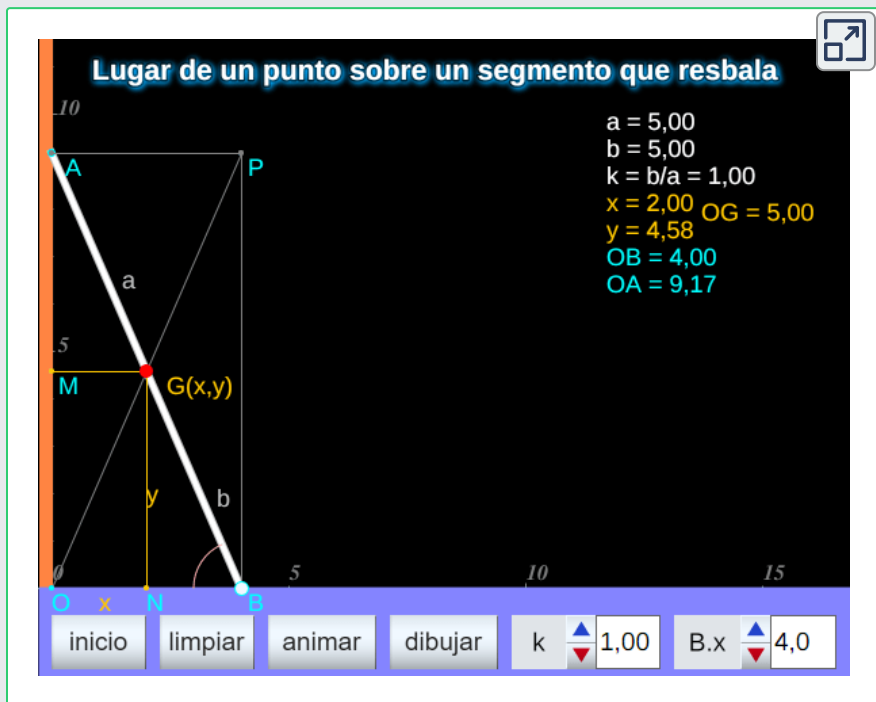 Lugar de un punto sobre un segmento que resbala
10
a = 5,00
b = 5,00
k = b/a = 1,00
x = 2,00 OG = 5,00
y = 4,58
OB = 4,00
OA = 9,17
A
P
a
5
M
G(x,y)
y
b
0
5
10
15
O
x
N
B
inicio
limpiar
animar
dibujar
k
1,00
B.x
4,0